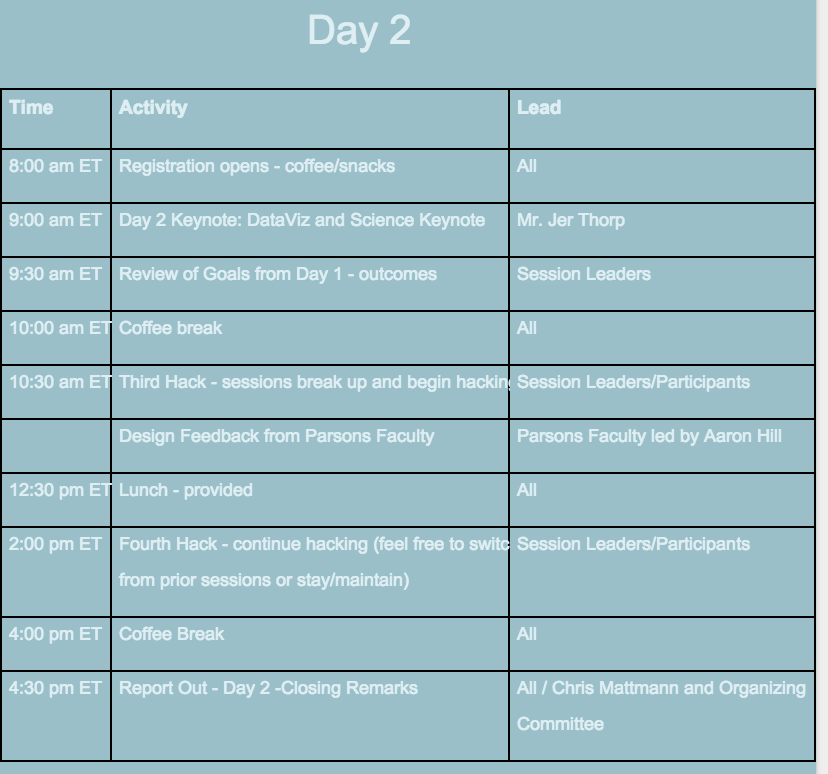 Day 2
Time Activity Lead
8:00 am ET Registration opens - coffee/snacks All
9:00 am ET Day 2 Keynote: DataViz and Science Keynote Mr. Jer Thorp
9:30 am ET Review of Goals from Day 1 - outcomes Session Leaders
10:00 am ET Coffee break All
10:30 am ET Third Hack - sessions break up and begin hacking Session Leaders/Participants
Design Feedback from Parsons Faculty Parsons Faculty led by Aaron Hill
12:30 pm ET Lunch - provided All
2:00 pm ET Fourth Hack - continue hacking (feel free to switc Session Leaders/Participants
from prior sessions or stay/maintain)
4:00 pm ET Coffee Break All
4:30 pm ET Report Out - Day 2 -Closing Remarks All / Chris Mattmann and Organizing
Committee